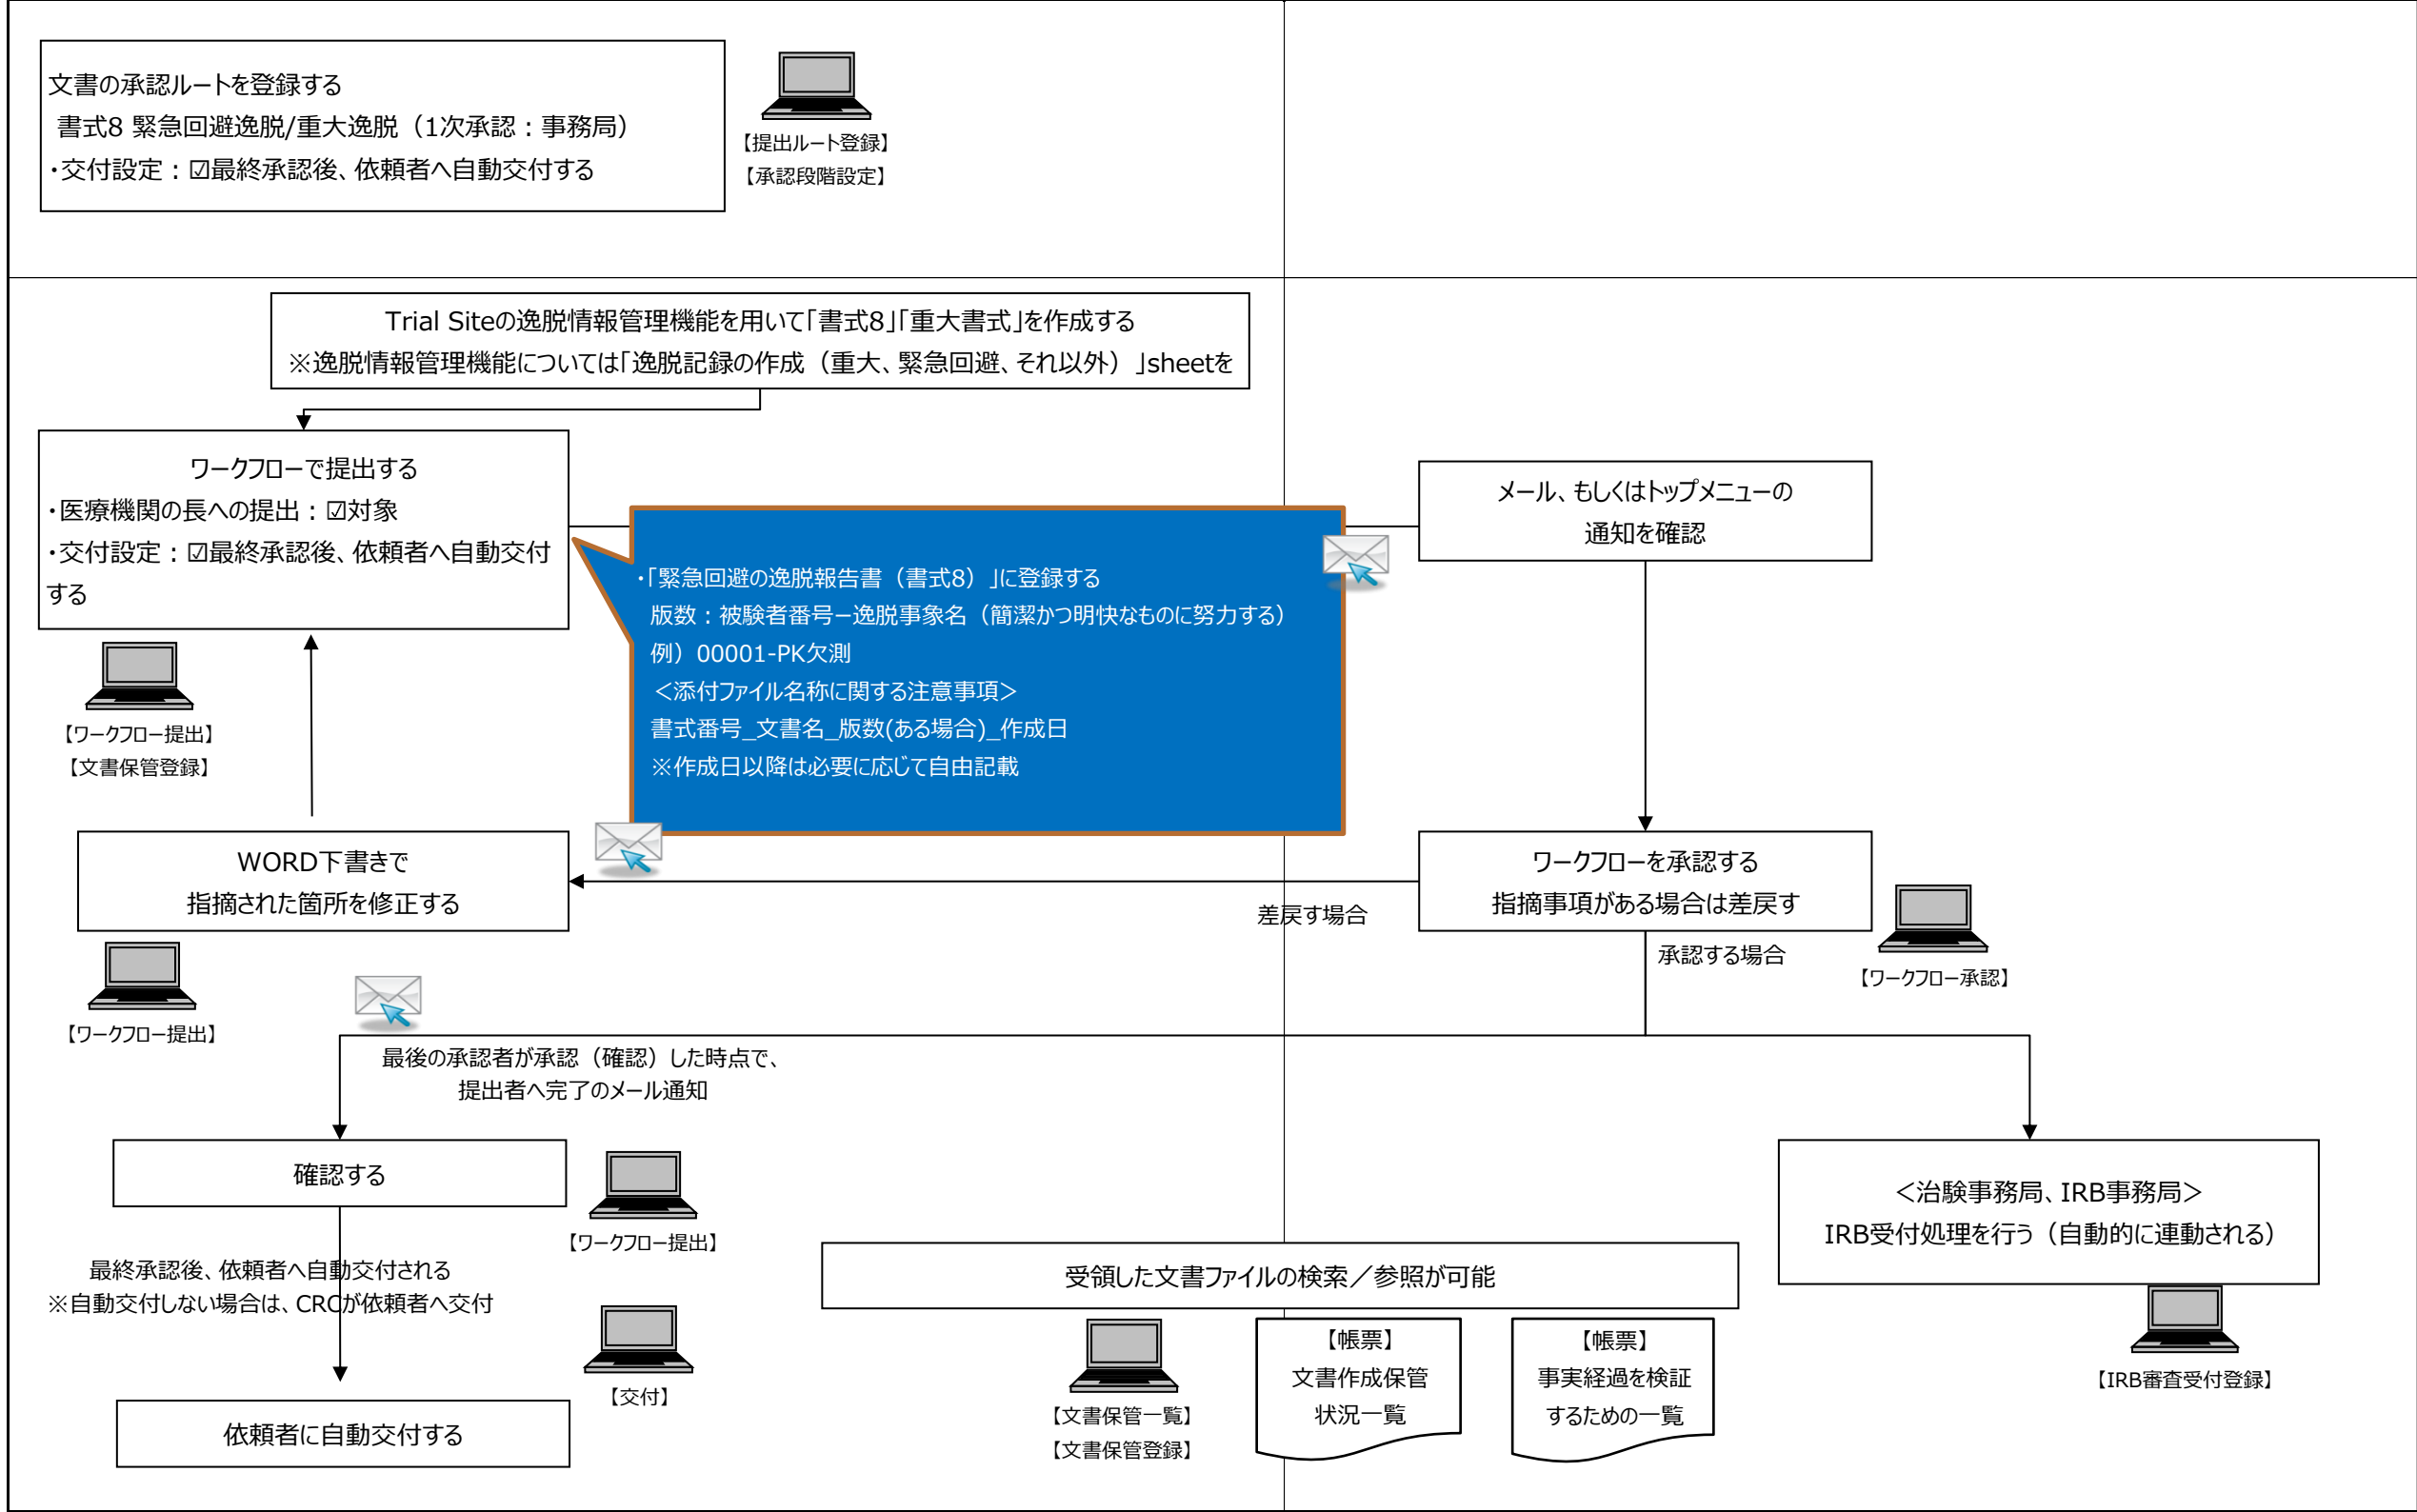 文書の承認ルートを登録する
書式8 緊急回避逸脱/重大逸脱（1次承認：事務局）
・交付設定：☑最終承認後、依頼者へ自動交付する
【提出ルート登録】
【承認段階設定】
Trial Siteの逸脱情報管理機能を用いて「書式8」「重大書式」を作成する
※逸脱情報管理機能については「逸脱記録の作成（重大、緊急回避、それ以外）」sheetを
ワークフローで提出する
・医療機関の長への提出：☑対象
・交付設定：☑最終承認後、依頼者へ自動交付
する
【ワークフロー提出】
【文書保管登録】
・「緊急回避の逸脱報告書（書式8）」に登録する
版数：被験者番号−逸脱事象名（簡潔かつ明快なものに努力する）
例）00001-PK欠測
＜添付ファイル名称に関する注意事項＞
書式番号_文書名_版数(ある場合)_作成日
※作成日以降は必要に応じて自由記載
メール、もしくはトップメニューの
通知を確認
WORD下書きで
指摘された箇所を修正する
【ワークフロー提出】
差戻す場合
ワークフローを承認する
指摘事項がある場合は差戻す
承認する場合
【ワークフロー承認】
最後の承認者が承認（確認）した時点で、
提出者へ完了のメール通知
確認する
【ワークフロー提出】
最終承認後、依頼者へ自動交付される
※自動交付しない場合は、CRCが依頼者へ交付
【交付】
依頼者に自動交付する
受領した文書ファイルの検索／参照が可能
【文書保管一覧】
【文書保管登録】
【帳票】
文書作成保管
状況一覧
【帳票】
事実経過を検証
するための一覧
＜治験事務局、IRB事務局＞
IRB受付処理を行う（自動的に連動される）
【IRB審査受付登録】